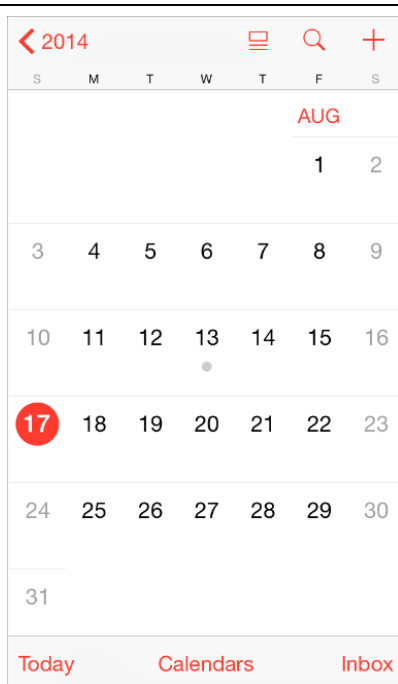 2014
S M T W T F S
AUG
1 2
3 4 5 6 7 8 9
10 11 12 13 14 15 16
17 18 19 20 21 22 23
24 25 26 27 28 29 30
31
Today Calendars Inbox